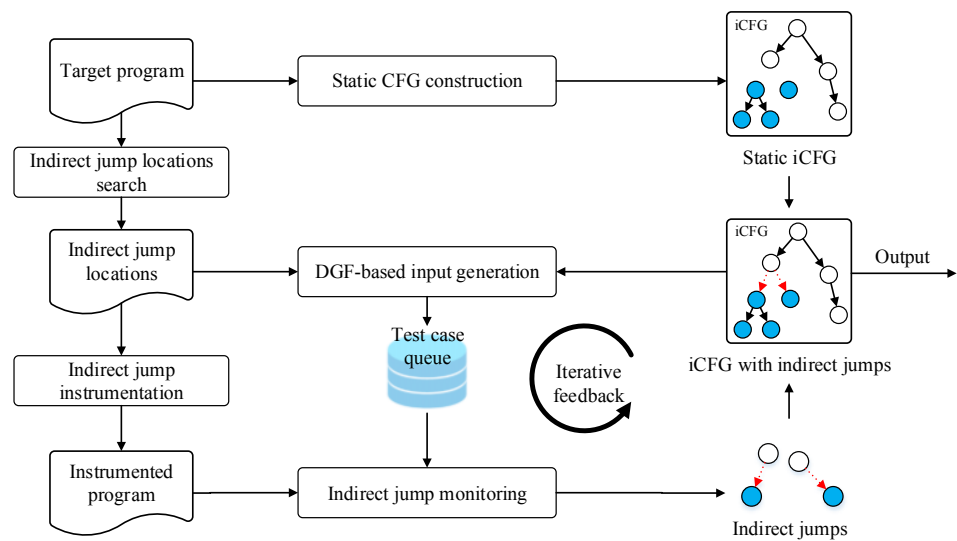 Target program
Static CFG construction
iCFG
Static iCFG
Indirect jump locations
search
Indirect jump
locations
DGF-based input generation
iCFG
Output
Test case
queue
Iterative
feedback
iCFG with indirect jumps
Indirect jump
instrumentation
Instrumented
program
Indirect jump monitoring
Indirect jumps